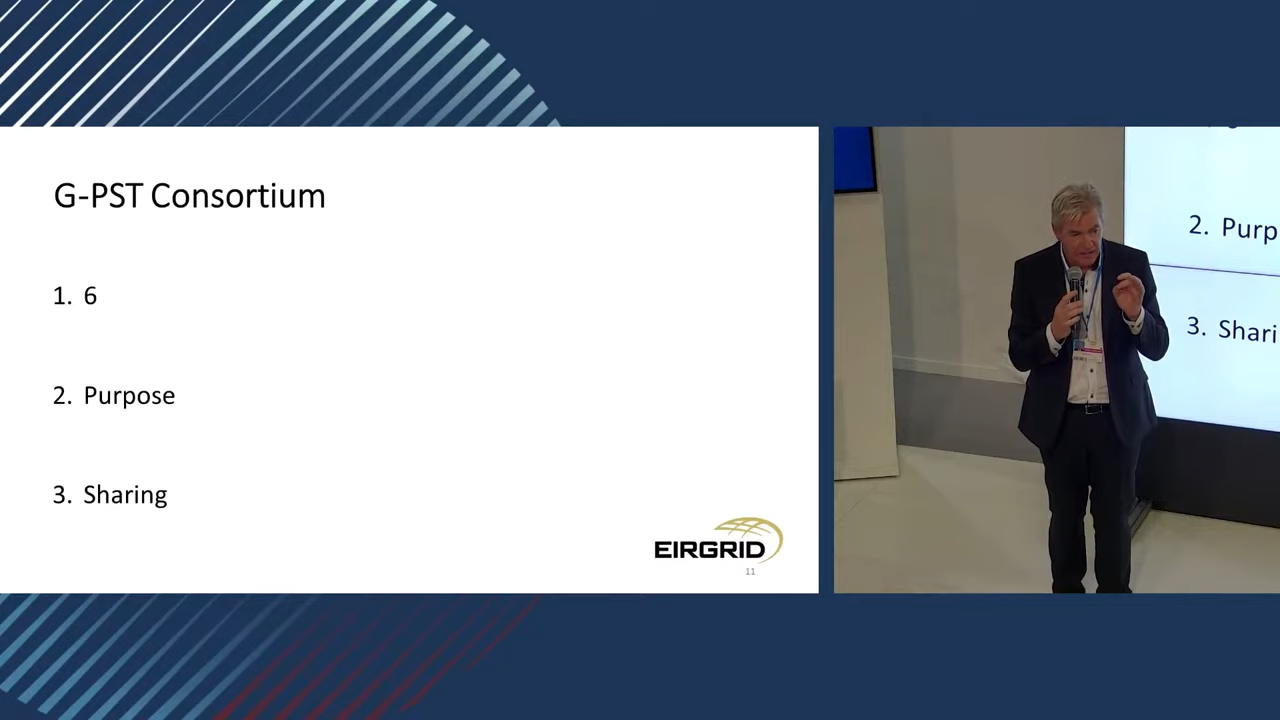 G-PST Consortium
1. 6
2. Purpose
3. Sharing
EIRGRID
11
2. Purp
3. Shari